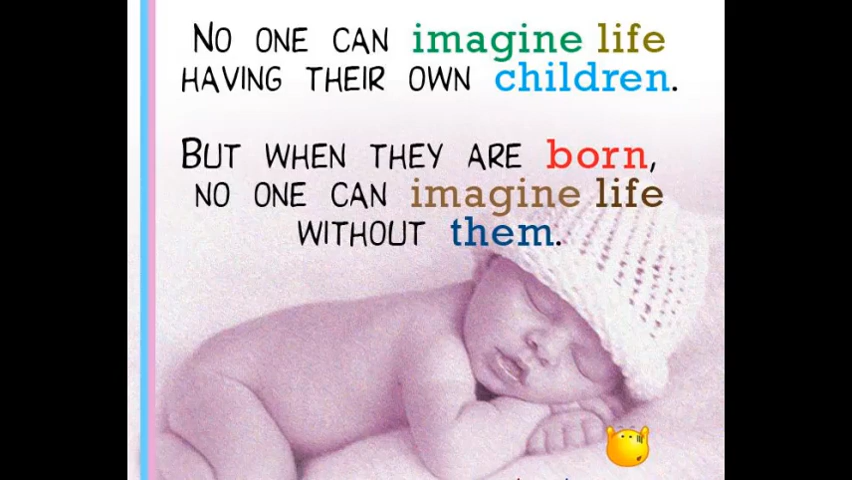 No one can imagine life
having their own children.
But when they are born,
no one can imagine life
without them.